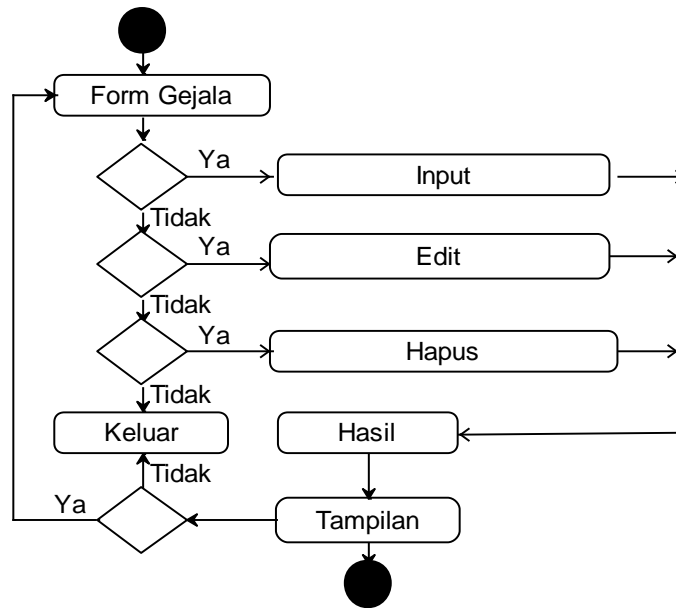 Form Gejala
Ya
Input
Tidak
Ya
Edit
Tidak
Ya
Hapus
Tidak
Keluar
Hasil
Tidak
Ya
Tampilan